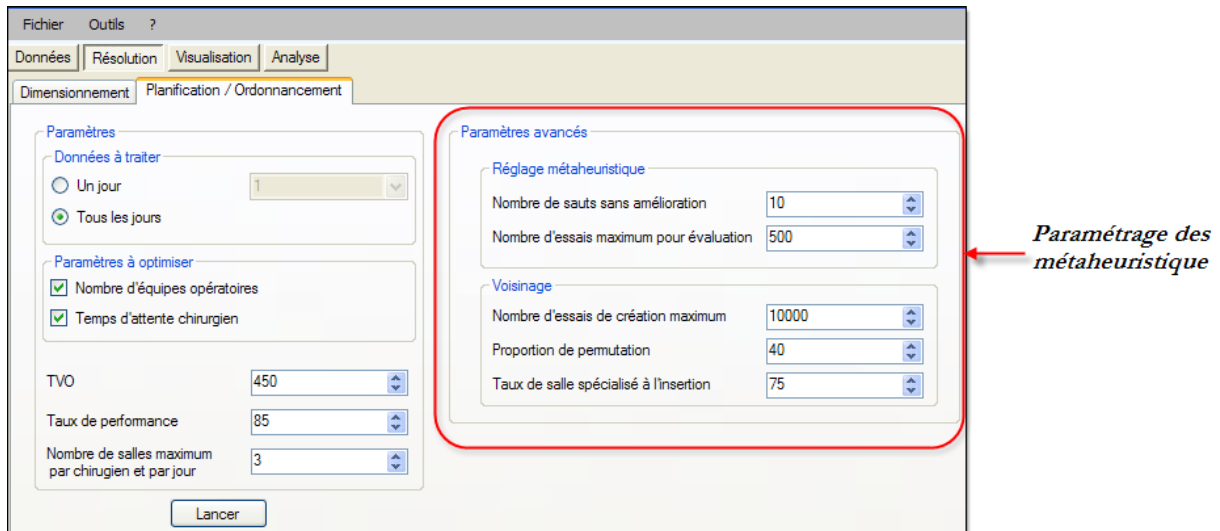 Fichier Outils ?
Données Résolution Visualisation Analyse
Dimensionnement Planification / Ordonnancement
Paramètres
Données à traiter
Un jour 1
Tous les jours
Paramètres à optimiser
Nombre d'équipes opératoires
Temps d'attente chirurgien
TVO 450
Taux de performance 85
Nombre de salles maximum
par chirugien et par jour 3
Lancer
Paramètres avancés
Réglage métaheuristique
Nombre de sauts sans amélioration 10
Nombre d'essais maximum pour évaluation 500
Voisinage
Nombre d'essais de création maximum 10000
Proportion de permutation 40
Taux de salle spécialisé à l'insertion 75
Paramétrage des
métaheuristique